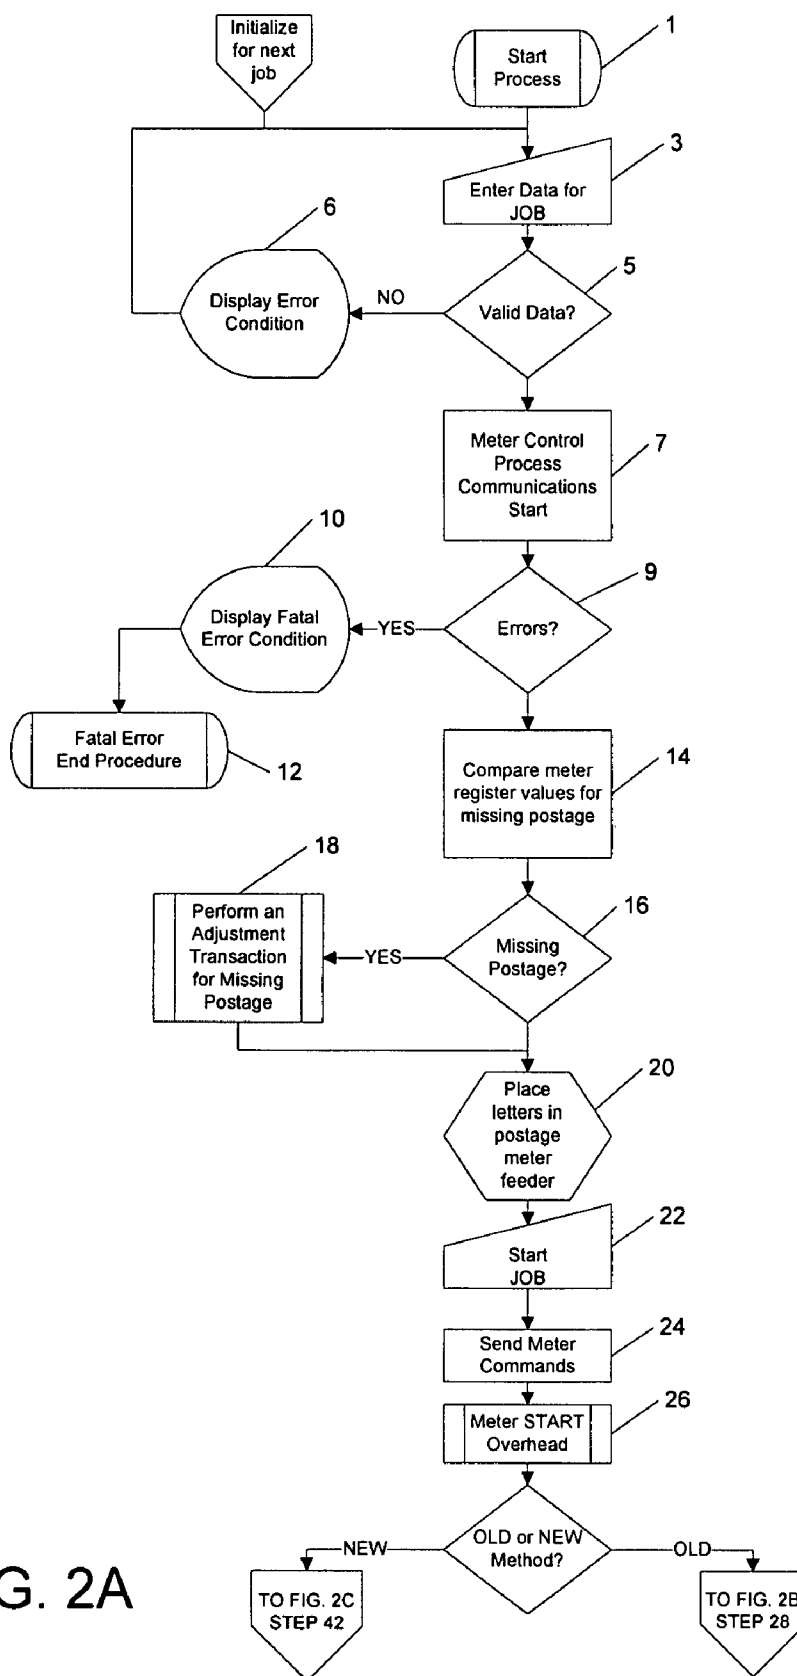 Initialize
for next
job
Start
Process
1
Enter Data for
JOB
3
Display Error
Condition
6
NO
Valid Data?
5
Meter Control
Process
Communications
Start
7
Display Fatal
Error Condition
10
YES
Errors?
9
Fatal Error
End Procedure
12
Compare meter
register values for
missing postage
14
Perform an
Adjustment
Transaction
for Missing
Postage
18
YES
Missing
Postage?
16
Place
letters in
postage
meter
feeder
20
Start
JOB
22
Send Meter
Commands
24
Meter START
Overhead
26
OLD or NEW
Method?
NEW
OLD
TO FIG. 2C
STEP 42
TO FIG. 2B
STEP 28
G. 2A